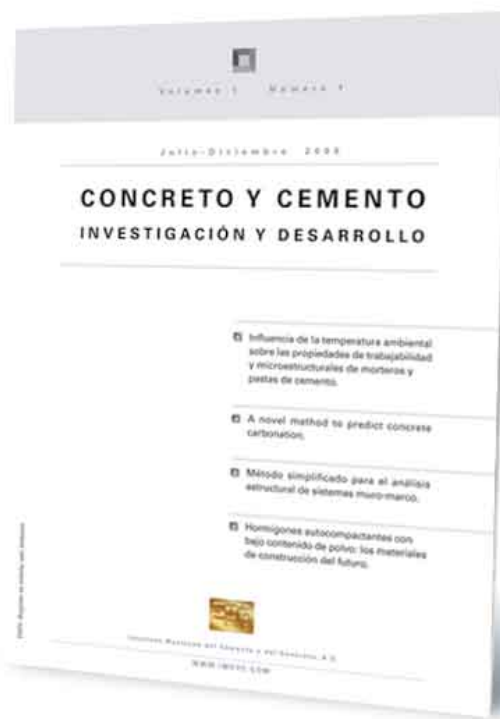 Volumen 1 Número 1
Julio-Diciembre 2009
CONCRETO Y CEMENTO
INVESTIGACIÓN Y DESARROLLO
Influencia de la temperatura ambiental
sobre las propiedades de trabajabilidad
y microestructurales de morteros y
pastas de cemento.
A novel method to predict concrete
carbonation.
Método simplificado para el análisis
estructural de sistemas muro-marco.
Hormigones autocompactantes con
bajo contenido de polvo: los materiales
de construcción del futuro.
Instituto Mexicano del Cemento y del Concreto, A.C.
WWW.IMCYC.COM